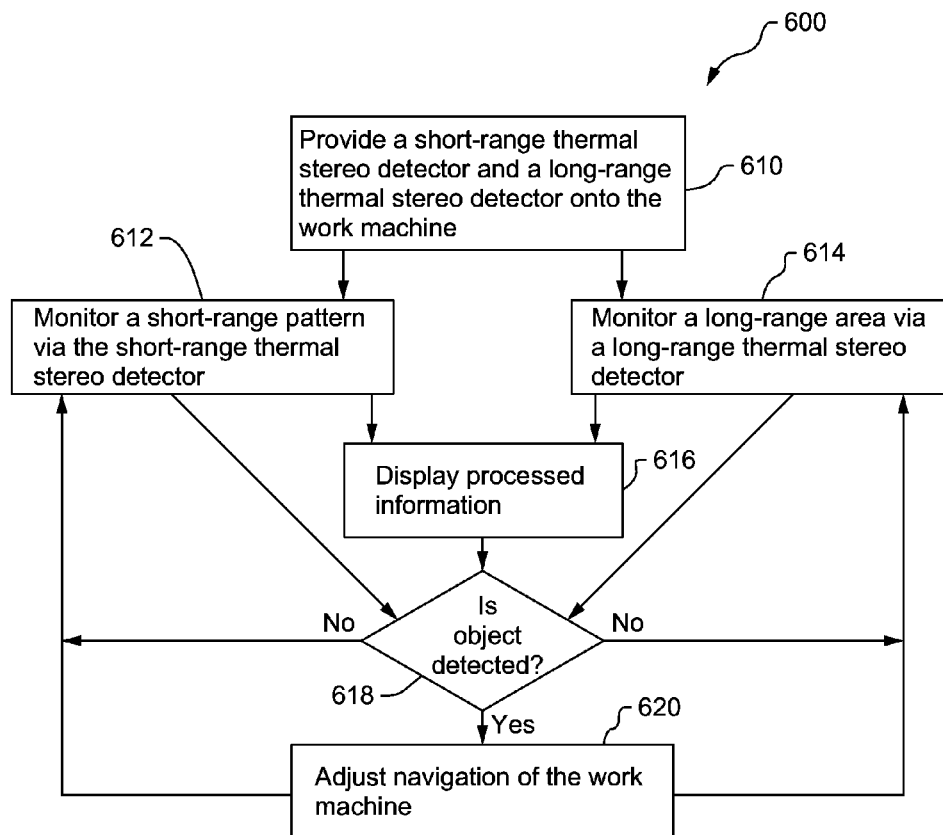 600
Provide a short-range thermal
stereo detector and a long-range
thermal stereo detector onto the
work machine
610
612
614
Monitor a short-range pattern
via the short-range thermal
stereo detector
Monitor a long-range area via
a long-range thermal stereo
detector
Display processed
information
616
No
Is
object
detected?
No
618
Yes
620
Adjust navigation of the work
machine